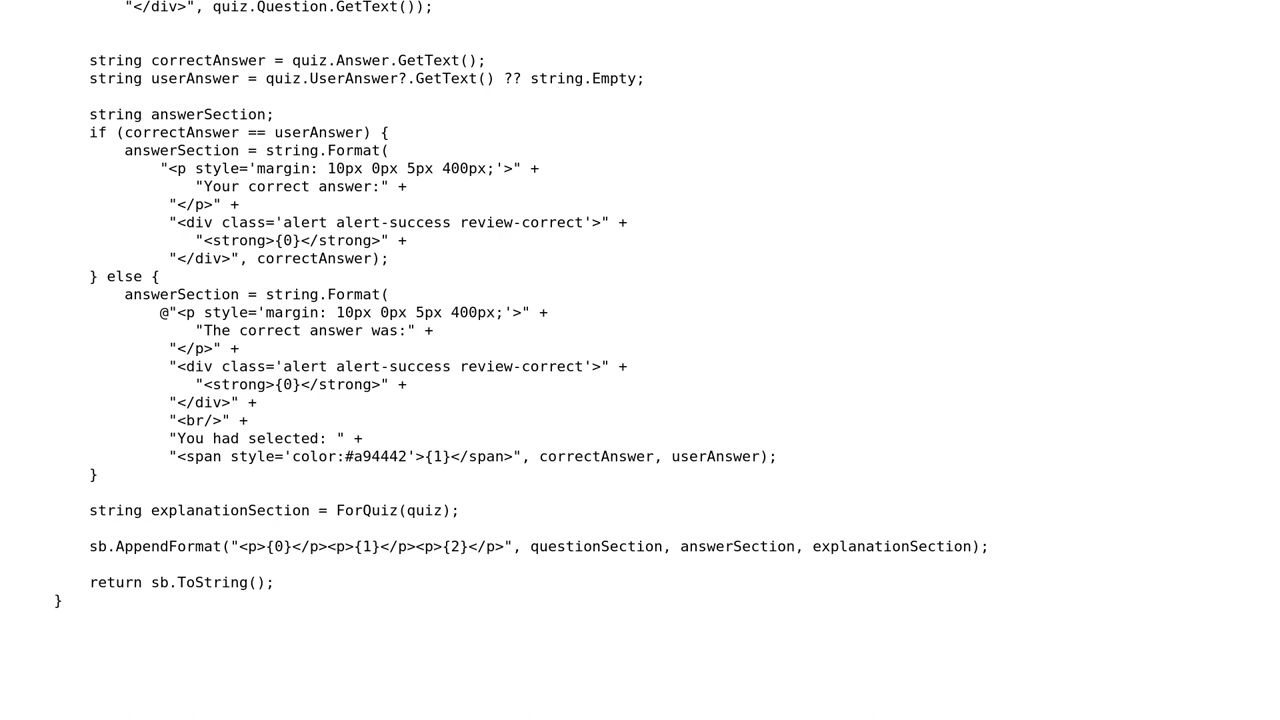 "</div>", quiz.Question.GetText());
string correctAnswer = quiz.Answer.GetText();
string userAnswer = quiz.UserAnswer?.GetText() ?? string.Empty;
string answerSection;
if (correctAnswer == userAnswer) {
answerSection = string.Format(
"<p style='margin: 10px 0px 5px 400px;'>" +
"Your correct answer:" +
"</p>" +
"<div class='alert alert-success review-correct'>" +
"<strong>{0}</strong>" +
"</div>", correctAnswer);
} else {
answerSection = string.Format(
@"<p style='margin: 10px 0px 5px 400px;'>" +
"The correct answer was:" +
"</p>" +
"<div class='alert alert-success review-correct'>" +
"<strong>{0}</strong>" +
"</div>" +
"<br/>" +
"You had selected: " +
"<span style='color:#a94442'>{1}</span>", correctAnswer, userAnswer);
}
string explanationSection = ForQuiz(quiz);
sb.AppendFormat("<p>{0}</p><p>{1}</p><p>{2}</p>", questionSection, answerSection, explanationSection);
return sb.ToString();
}